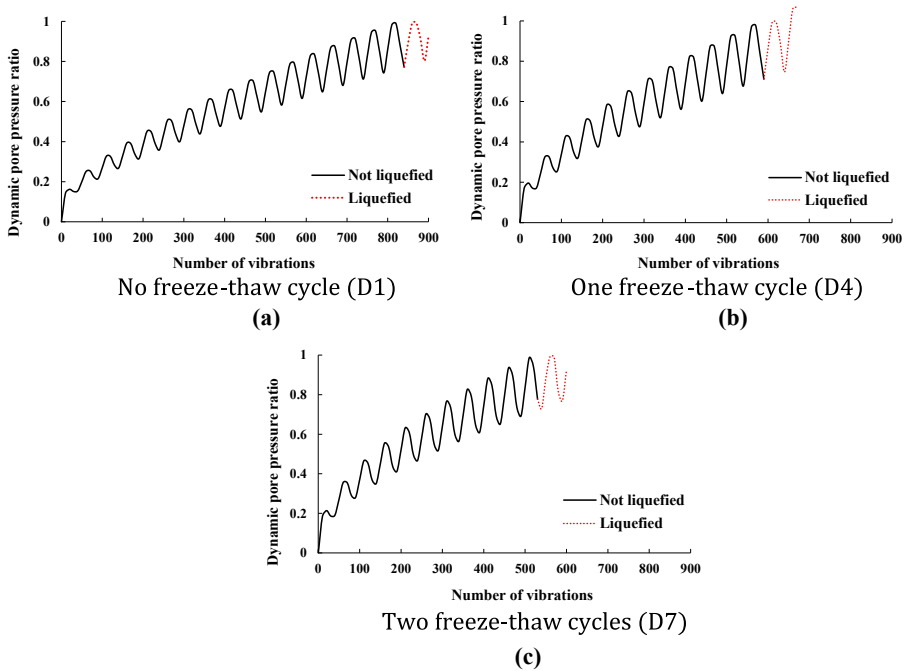 Dynamic pore pressure ratio
1
0.8
0.6
0.4
0.2
0
Not liquefied
Liquefied
0 100 200 300 400 500 600 700 800 900
Number of vibrations
No freeze-thaw cycle (D1)
(a)
Dynamic pore pressure ratio
1
0.8
0.6
0.4
0.2
0
Not liquefied
Liquefied
0 100 200 300 400 500 600 700 800 900
Number of vibrations
One freeze-thaw cycle (D4)
(b)
Dynamic pore pressure ratio
1
0.8
0.6
0.4
0.2
0
Not liquefied
Liquefied
0 100 200 300 400 500 600 700 800 900
Number of vibrations
Two freeze-thaw cycles (D7)
(c)